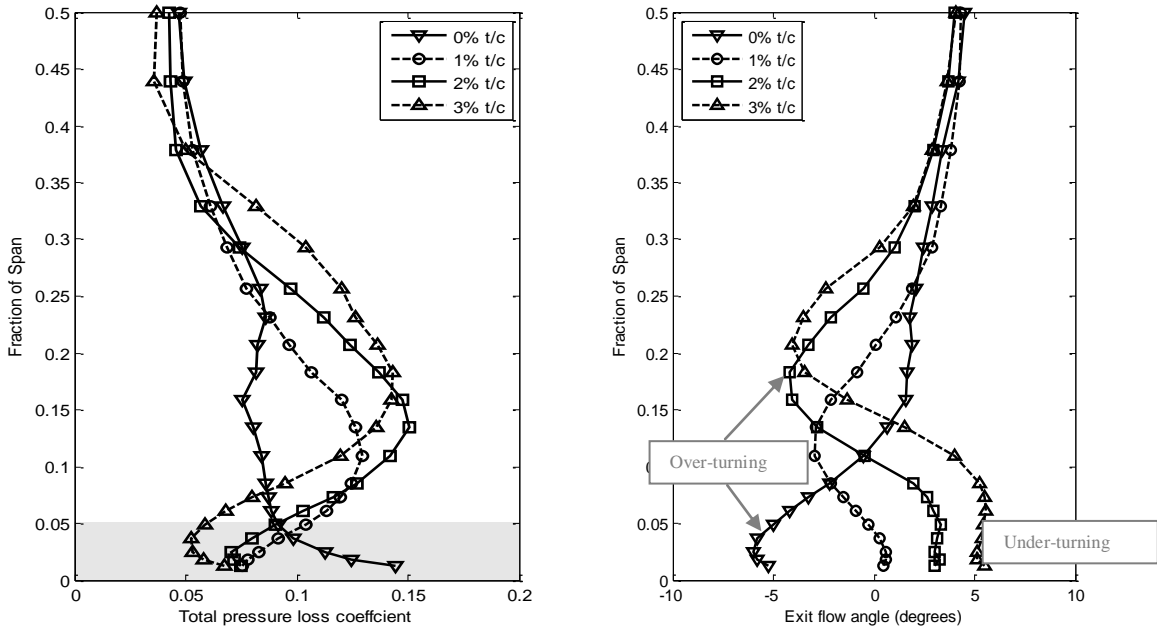 0.5
0.45
0.4
0.35
0.3
0.25
0.2
0.15
0.1
0.05
0
Fraction of Span
0% t/c
1% t/c
2% t/c
3% t/c
0 0.05 0.1 0.15 0.2
Total pressure loss coeffcient
0.5
0.45
0.4
0.35
0.3
0.25
0.2
0.15
0.05
0
Fraction of Span
0% t/c
1% t/c
2% t/c
3% t/c
Over-turning
Under-turning
-10 -5 0 5 10
Exit flow angle (degrees)